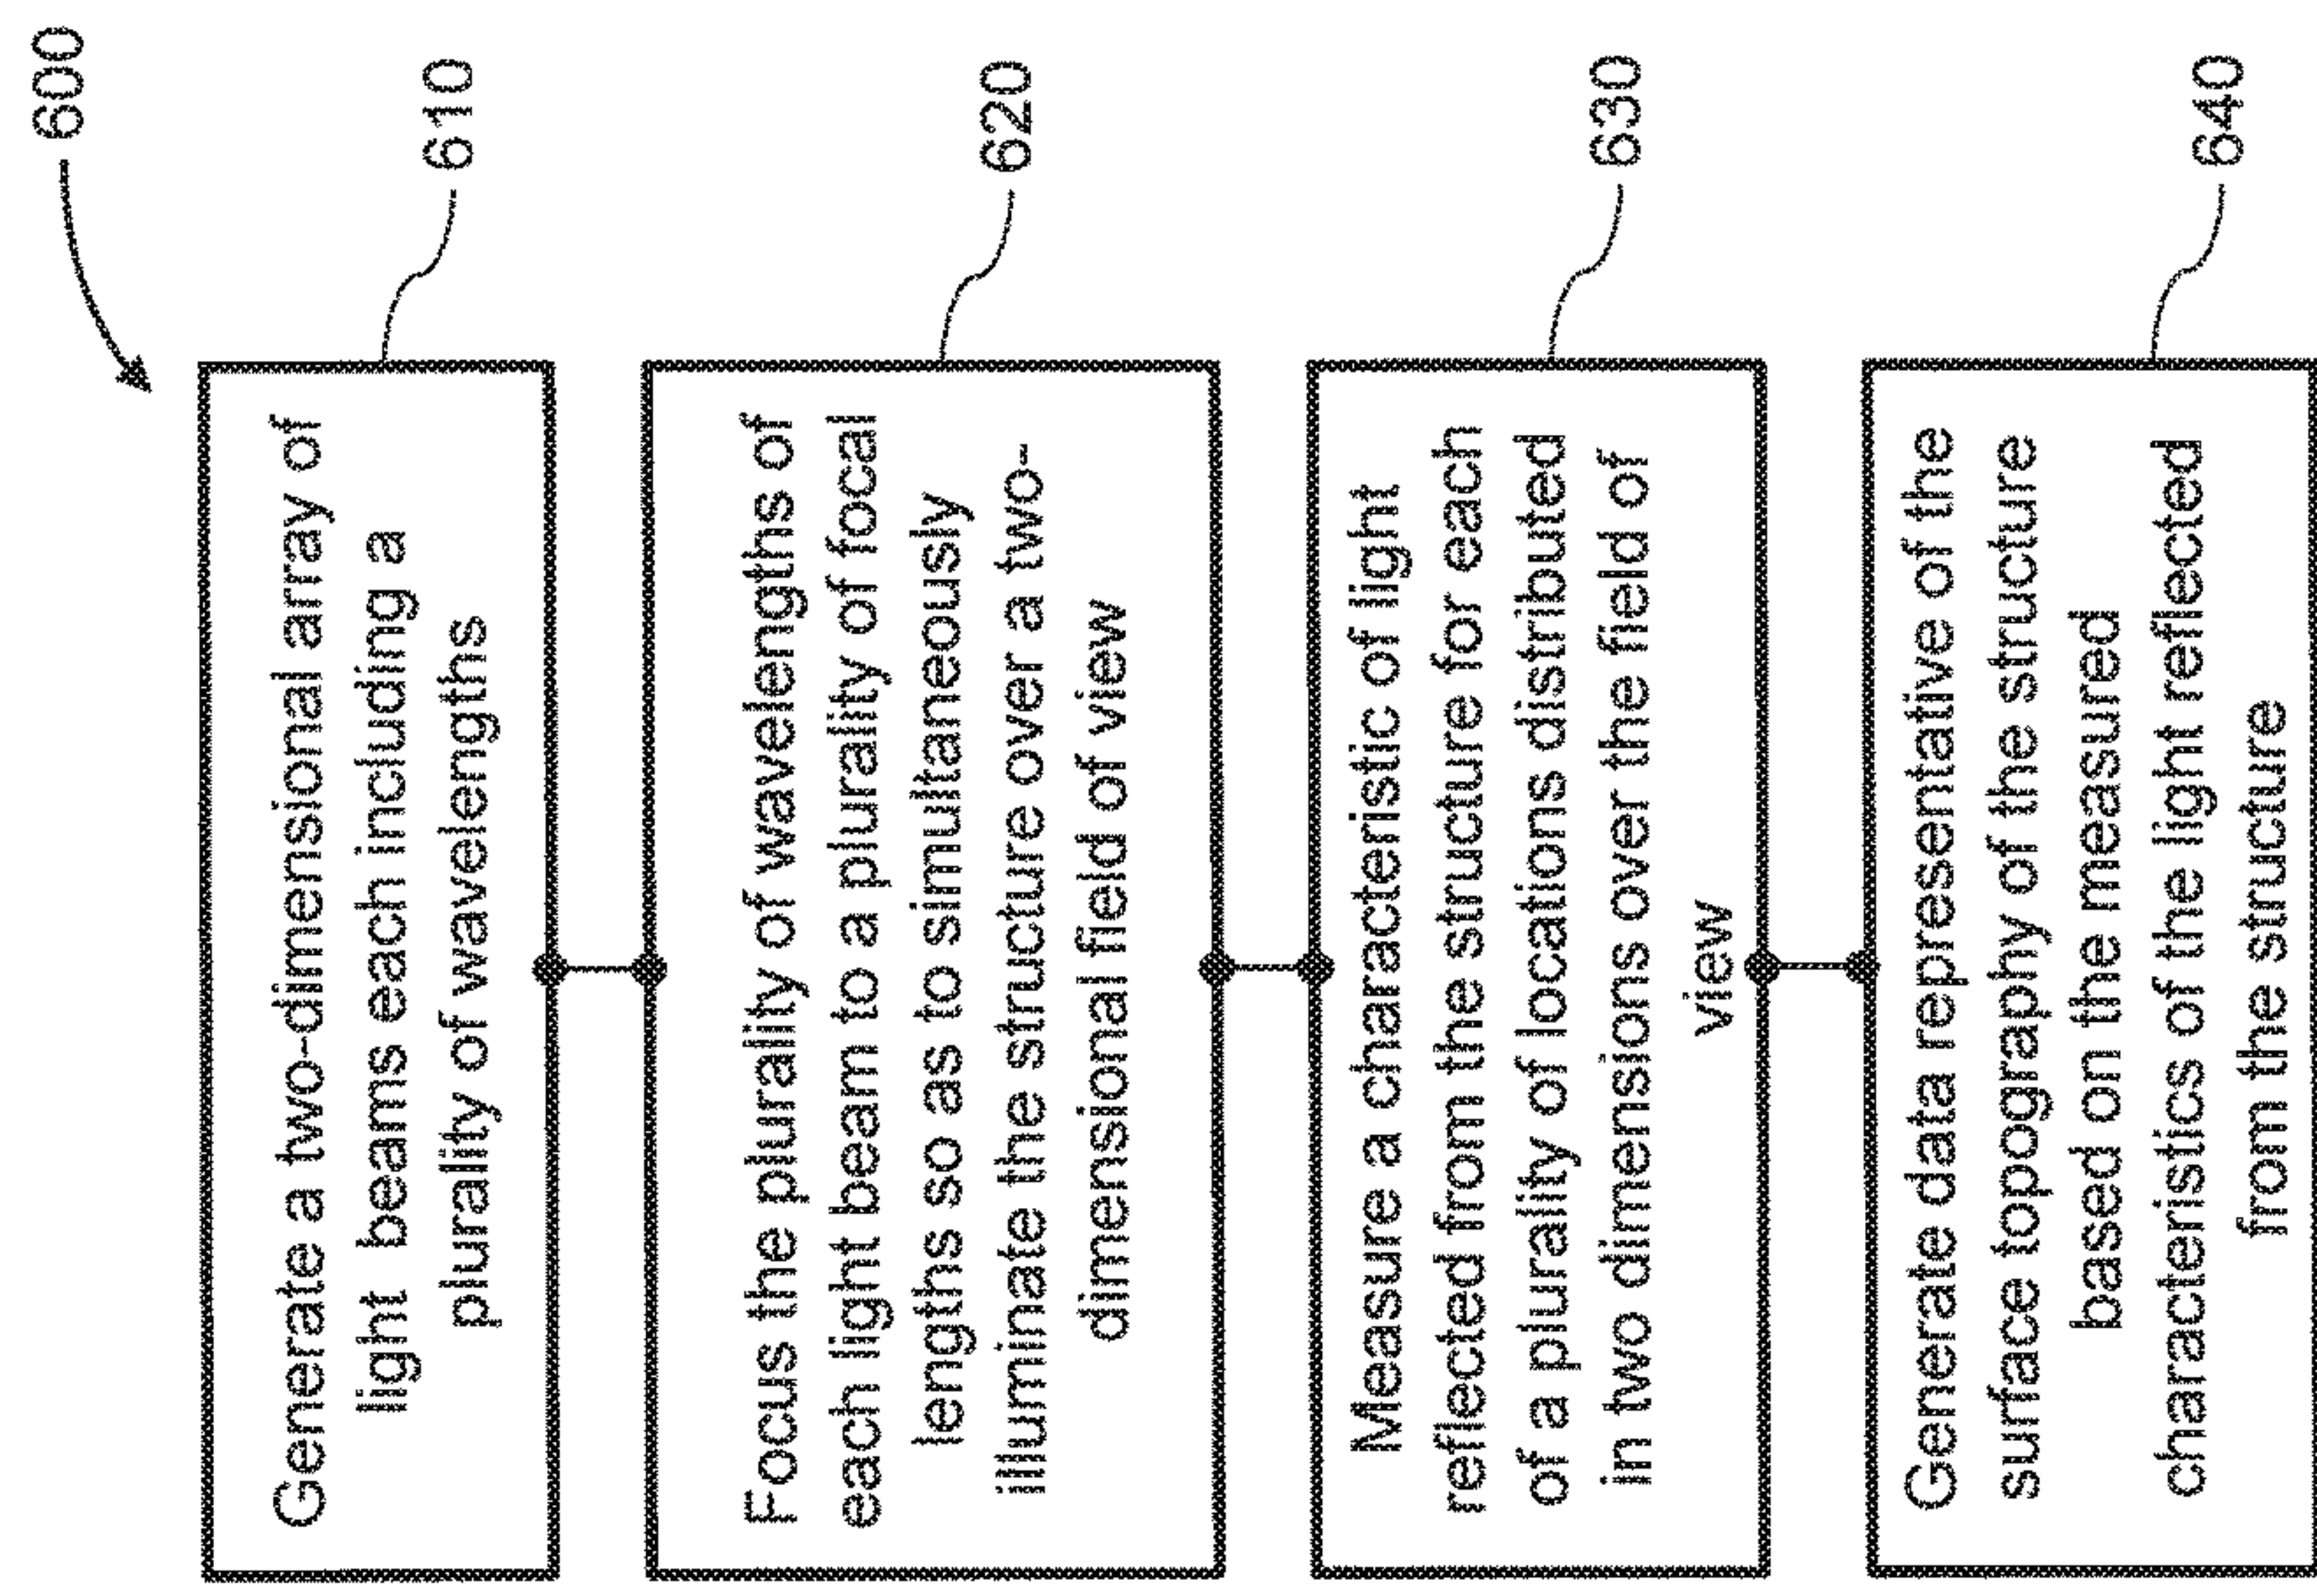 600
Generate a two-dimensional array of
light beams each including a
plurality of wavelengths
610
Focus the plurality of wavelengths of
each light beam to a plurality of focal
lengths so as to simultaneously
illuminate the structure over a two-
dimensional field of view
620
Measure a characteristic of light
reflected from the structure for each
of a plurality of locations distributed
in two dimensions over the field of
view
630
Generate data representative of the
surface topography of the structure
based on the measured
characteristics of the light reflected
from the structure
640